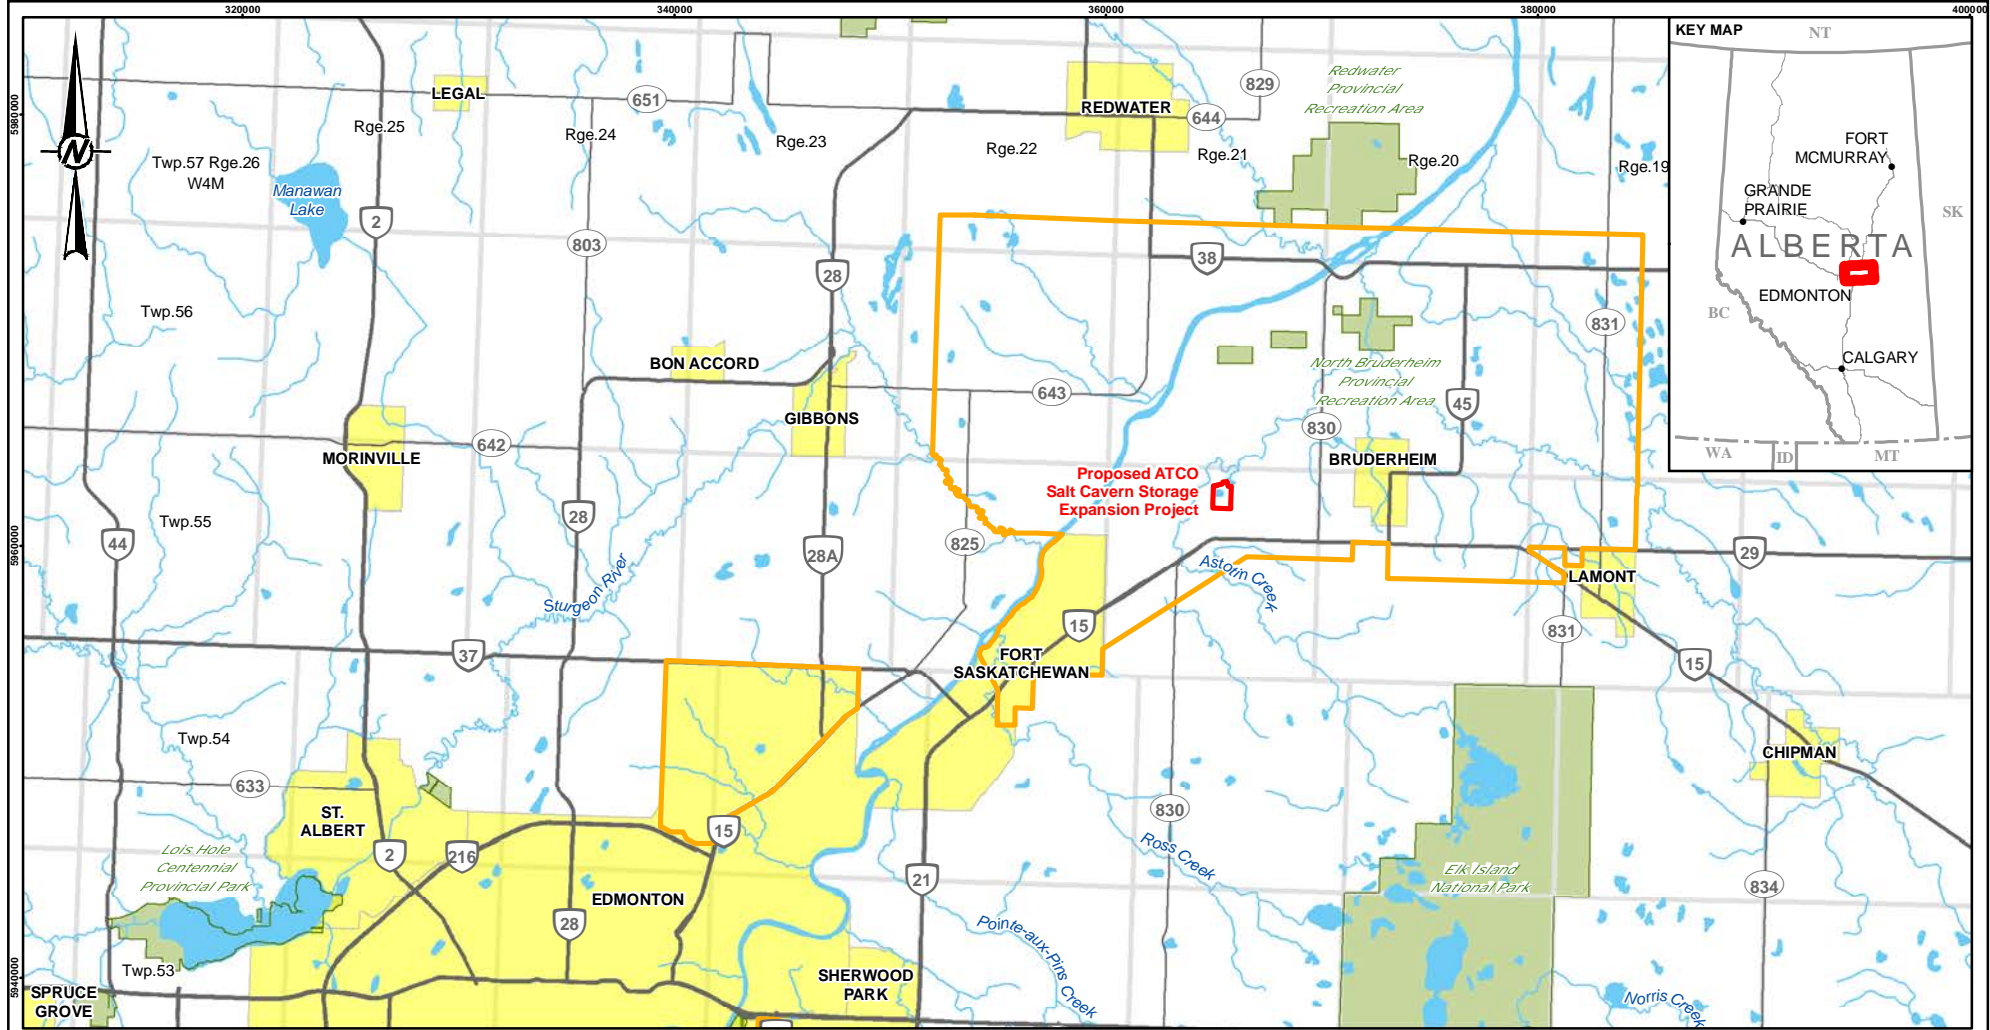 320000
340000
360000
380000
400000
5980000
5960000
5940000
KEY MAP
NT
FORT
MCMURRAY
GRANDE
PRAIRIE
SK
ALBERTA
EDMONTON
BC
CALGARY
WA
ID
MT
N
LEGAL
651
REDWATER
644
829
Redwater
Provincial
Recreation Area
Rge.25
Rge.24
Rge.23
Rge.22
Rge.21
Rge.20
Rge.19
Twp.57 Rge.26
W4M
Manawan
Lake
2
803
28
38
Twp.56
831
BON ACCORD
643
North Bruderheim
Provincial
Recreation Area
45
GIBBONS
830
MORINVILLE
642
BRUDERHEIM
Proposed ATCO
Salt Cavern Storage
Expansion Project
Twp.55
28
44
28A
825
29
Sturgeon River
Astotin Creek
LAMONT
15
831
37
FORT
SASKATCHEWAN
15
Twp.54
CHIPMAN
633
ST.
ALBERT
15
830
2
216
Ross Creek
Lois Hole
Centennial
Provincial Park
21
Elk Island
National Park
834
EDMONTON
28
Pointe-aux-Pins Creek
Twp.53
SHERWOOD
PARK
SPRUCE
GROVE
Norris Creek